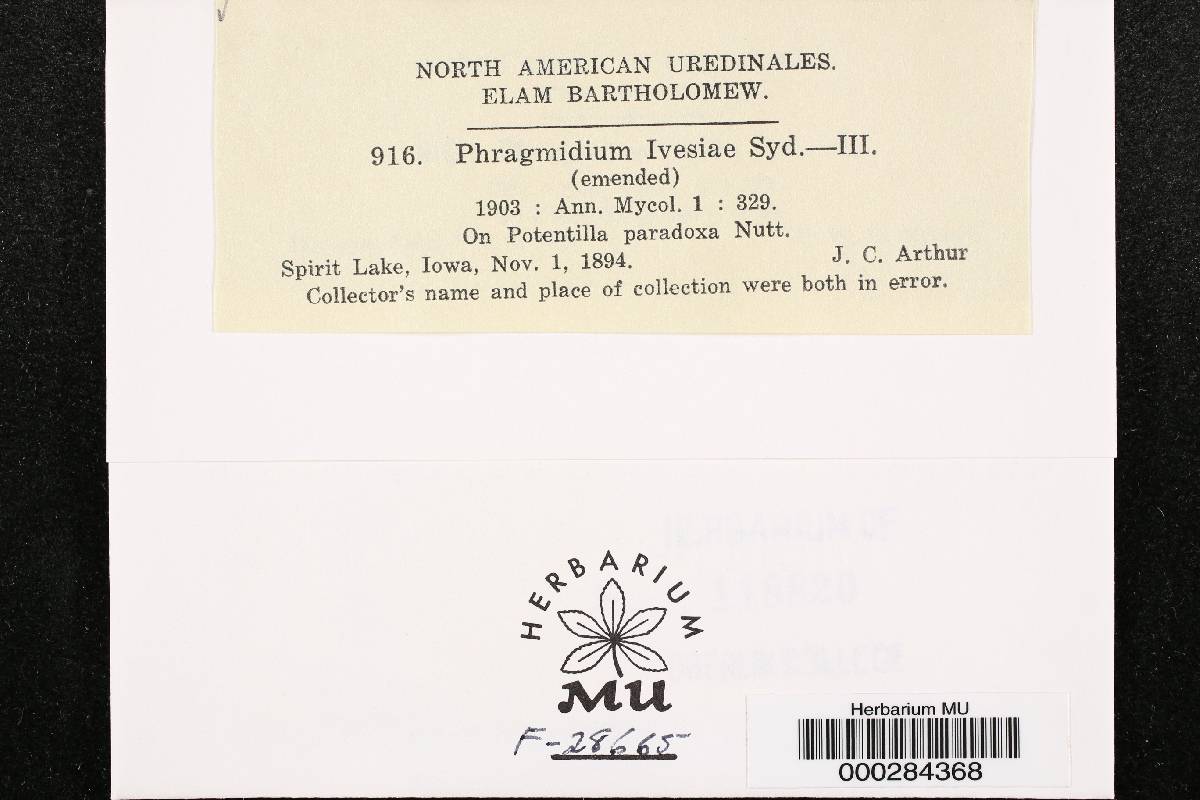 NORTH AMERICAN UREDINALES.
ELAM BARTHOLOMEW.
916. Phragmidium Ivesiae Syd.—III.
(emended)
1903 : Ann. Mycol. 1 : 329.
On Potentilla paradoxa Nutt.
Spirit Lake, Iowa, Nov. 1, 1894. J. C. Arthur
Collector's name and place of collection were both in error.
HERBARIUM
MU
F-28665
Herbarium MU
000284368